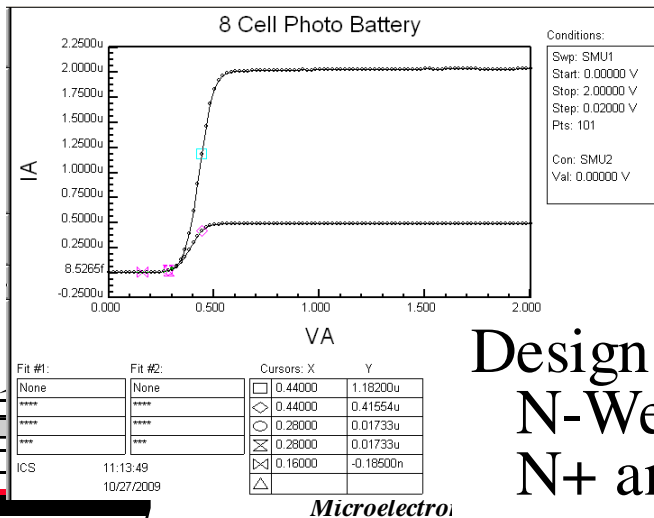 8 Cell Photo Battery
2.2500u
2.0000u
1.7500u
1.5000u
1.2500u
1.0000u
0.7500u
0.5000u
0.2500u
8.5265f
-0.2500u
IA
0.000 0.500 1.000 1.500 2.000
VA
Conditions:
Swp: SMU1
Start: 0.00000 V
Stop: 2.00000 V
Step: 0.02000 V
Pts: 101
Con: SMU2
Val: 0.00000 V
Fit #1: Fit #2: Cursors: X Y
None None 0.44000 1.18200u
**** **** 0.44000 0.41554u
**** **** 0.28000 0.01733u
*** *** 0.28000 0.01733u
0.16000 -0.18500n
ICS 11:13:49
10/27/2009
Design
N-We
N+ a
Microelectro